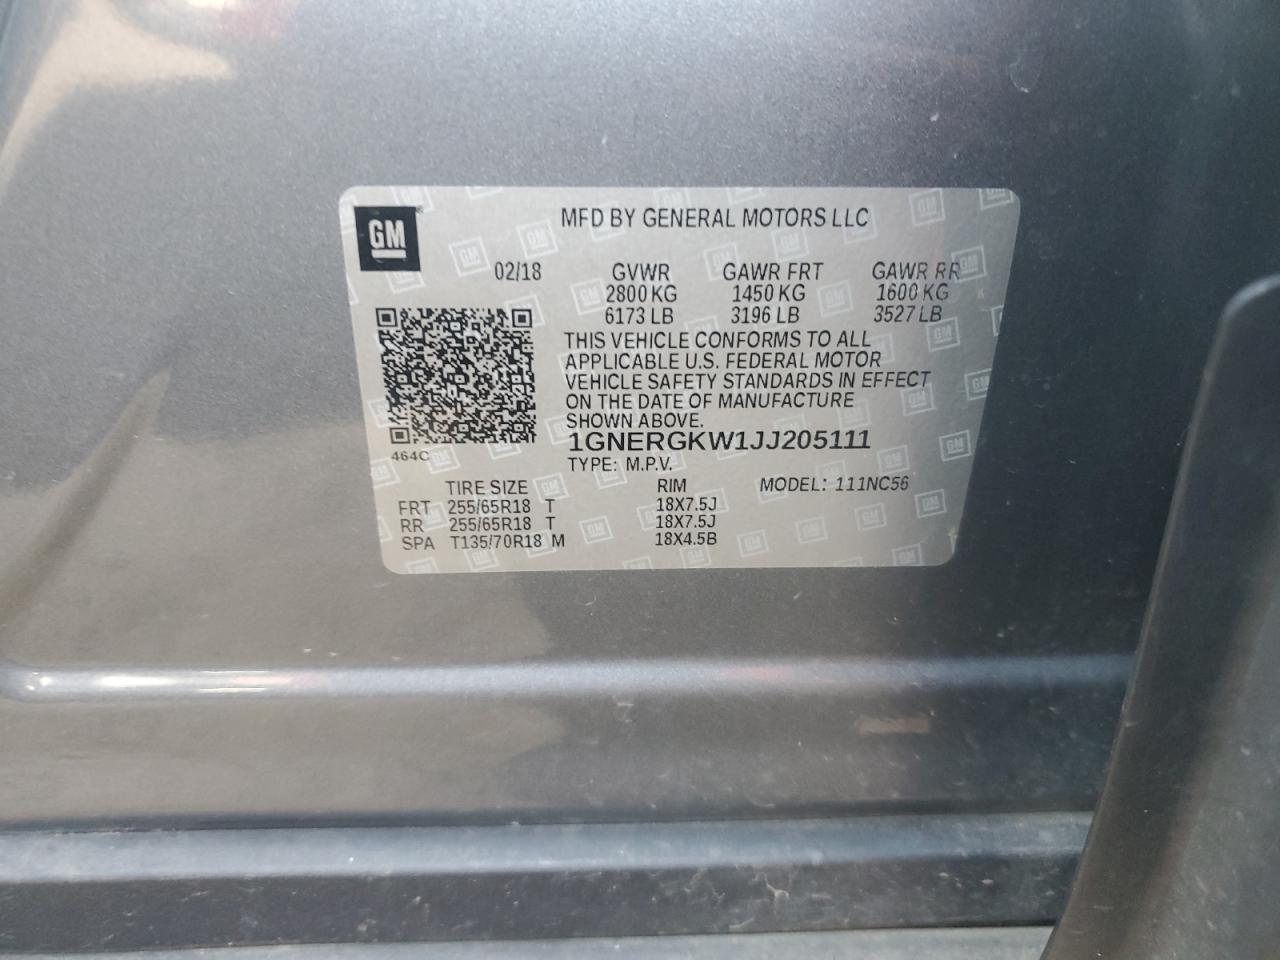 GM
MFD BY GENERAL MOTORS LLC
02/18 GVWR GAWR FRT GAWR RR
2800 KG 1450 KG 1600 KG
6173 LB 3196 LB 3527 LB
THIS VEHICLE CONFORMS TO ALL
APPLICABLE U.S. FEDERAL MOTOR
VEHICLE SAFETY STANDARDS IN EFFECT
ON THE DATE OF MANUFACTURE
SHOWN ABOVE.
1GNERGKW1JJ205111
464C
TYPE: M.P.V.
TIRE SIZE RIM MODEL: 111NC56
FRT 255/65R18 T 18X7.5J
RR 255/65R18 T 18X7.5J
SPA T135/70R18 M 18X4.5B